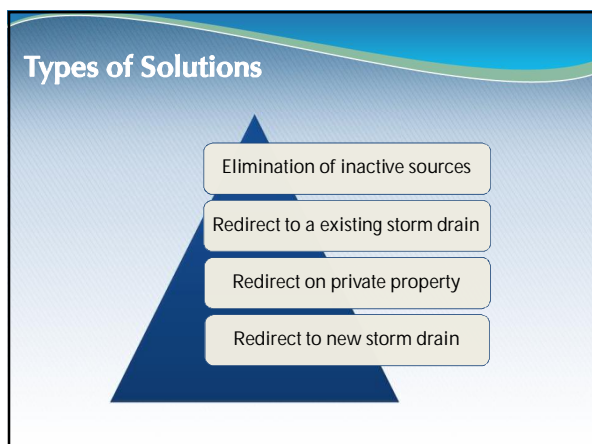 Types of Solutions
Elimination of inactive sources
Redirect to a existing storm drain
Redirect on private property
Redirect to new storm drain